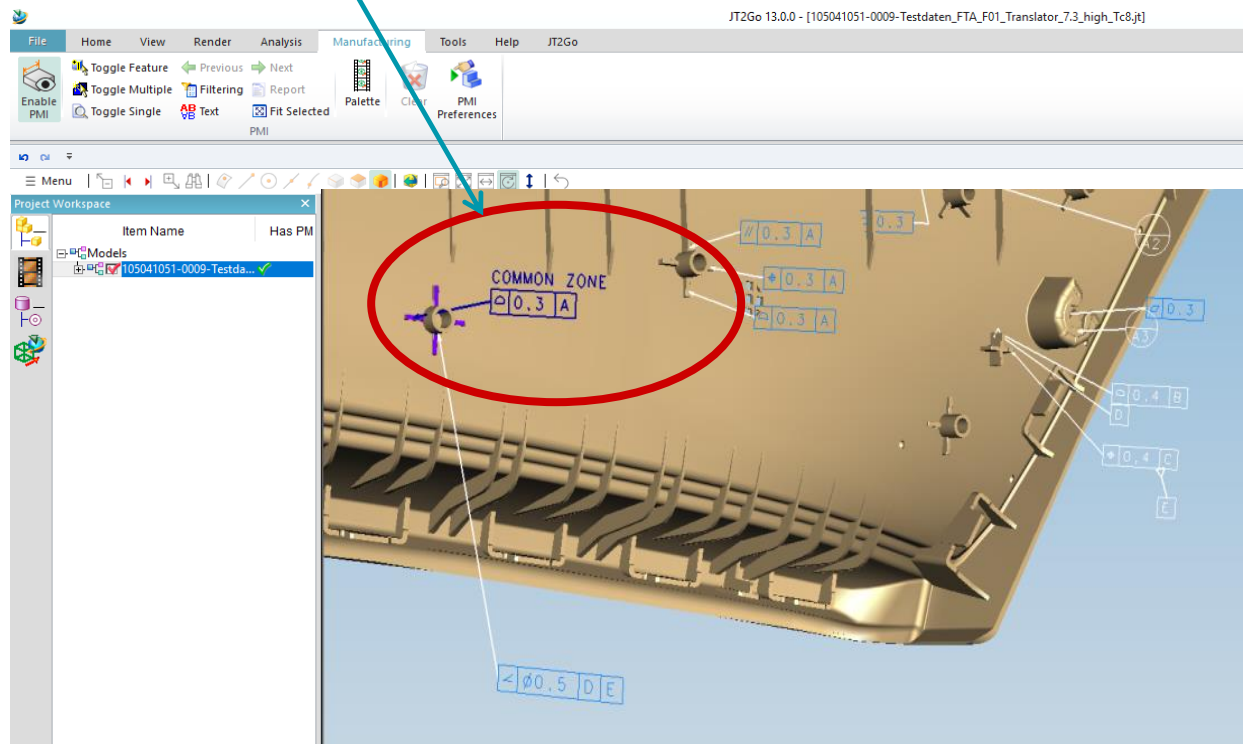 JT2Go 13.0.0 - [105041051-0009-Testdaten_FTA_F01_Translator_7.3_high_Tc8.jt]
File Home View Render Analysis Manufacturing Tools Help JT2Go
Toggle Feature Previous Next
Toggle Multiple Filtering Report
Toggle Single AB Text Fit Selected
Enable PMI
Palette Clear PMI Preferences
PMI
Menu
Project Workspace
Item Name Has PM
Models
105041051-0009-Testda...
COMMON ZONE
⌓ 0.3 A
// 0.3 A
⌖ 0.3 A
⌓ 0.3 A
0.3
A2
⏥ 0.3
A3
⌓ 0.4 B
D
⌖ 0.4 C
E
∠ ⌀0.5 D E